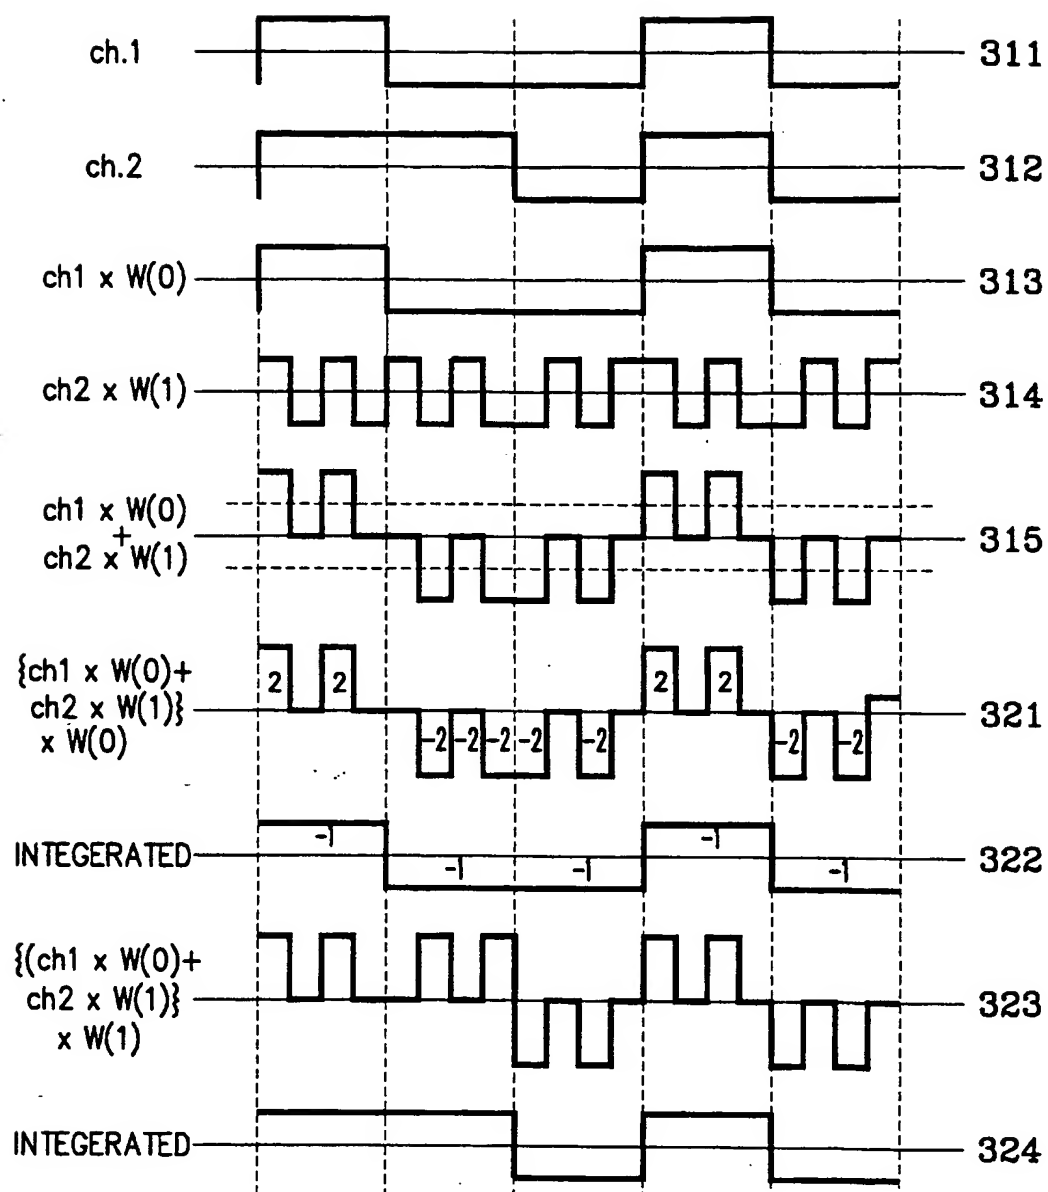 ch.1 311
ch.2 312
ch1 x W(0) 313
ch2 x W(1) 314
ch1 x W(0)
+
ch2 x W(1)
315
{ch1 x W(0)+
ch2 x W(1)}
x W(0)
2 2 -2 -2 -2 -2 -2 2 2 -2 -2
321
INTEGERATED -1 -1 -1 -1 -1 322
{(ch1 x W(0)+
ch2 x W(1)}
x W(1)
323
INTEGERATED 324